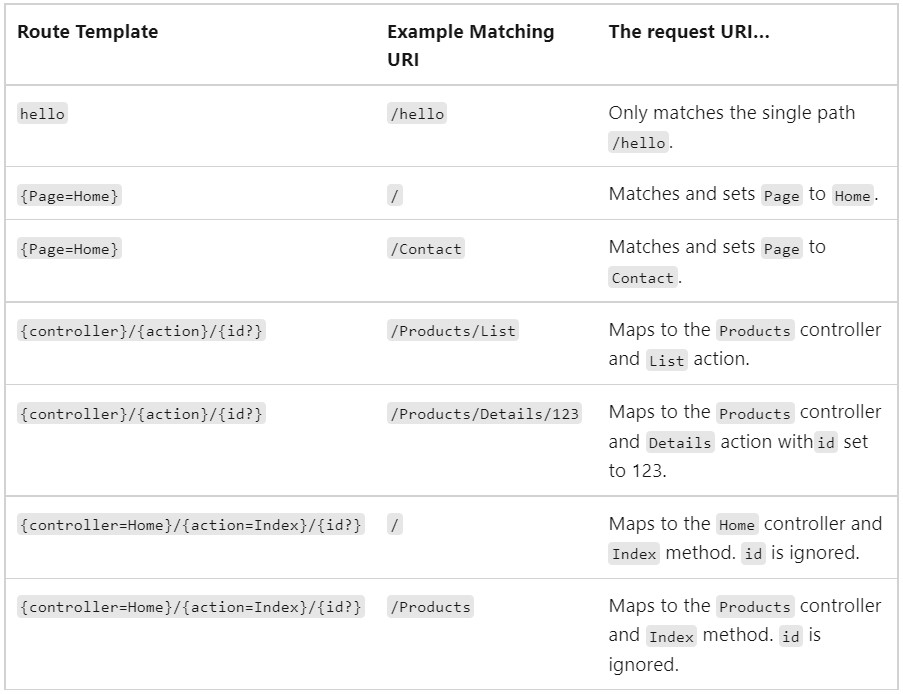 Route Template
Example Matching
URI
The request URI...
hello
/hello
Only matches the single path
/hello.
{Page=Home}
/
Matches and sets Page to Home.
{Page=Home}
/Contact
Matches and sets Page to
Contact.
{controller}/{action}/{id?}
/Products/List
Maps to the Products controller
and List action.
{controller}/{action}/{id?}
/Products/Details/123
Maps to the Products controller
and Details action with id set
to 123.
{controller=Home}/{action=Index}/{id?}
/
Maps to the Home controller and
Index method. id is ignored.
{controller=Home}/{action=Index}/{id?}
/Products
Maps to the Products controller
and Index method. id is
ignored.